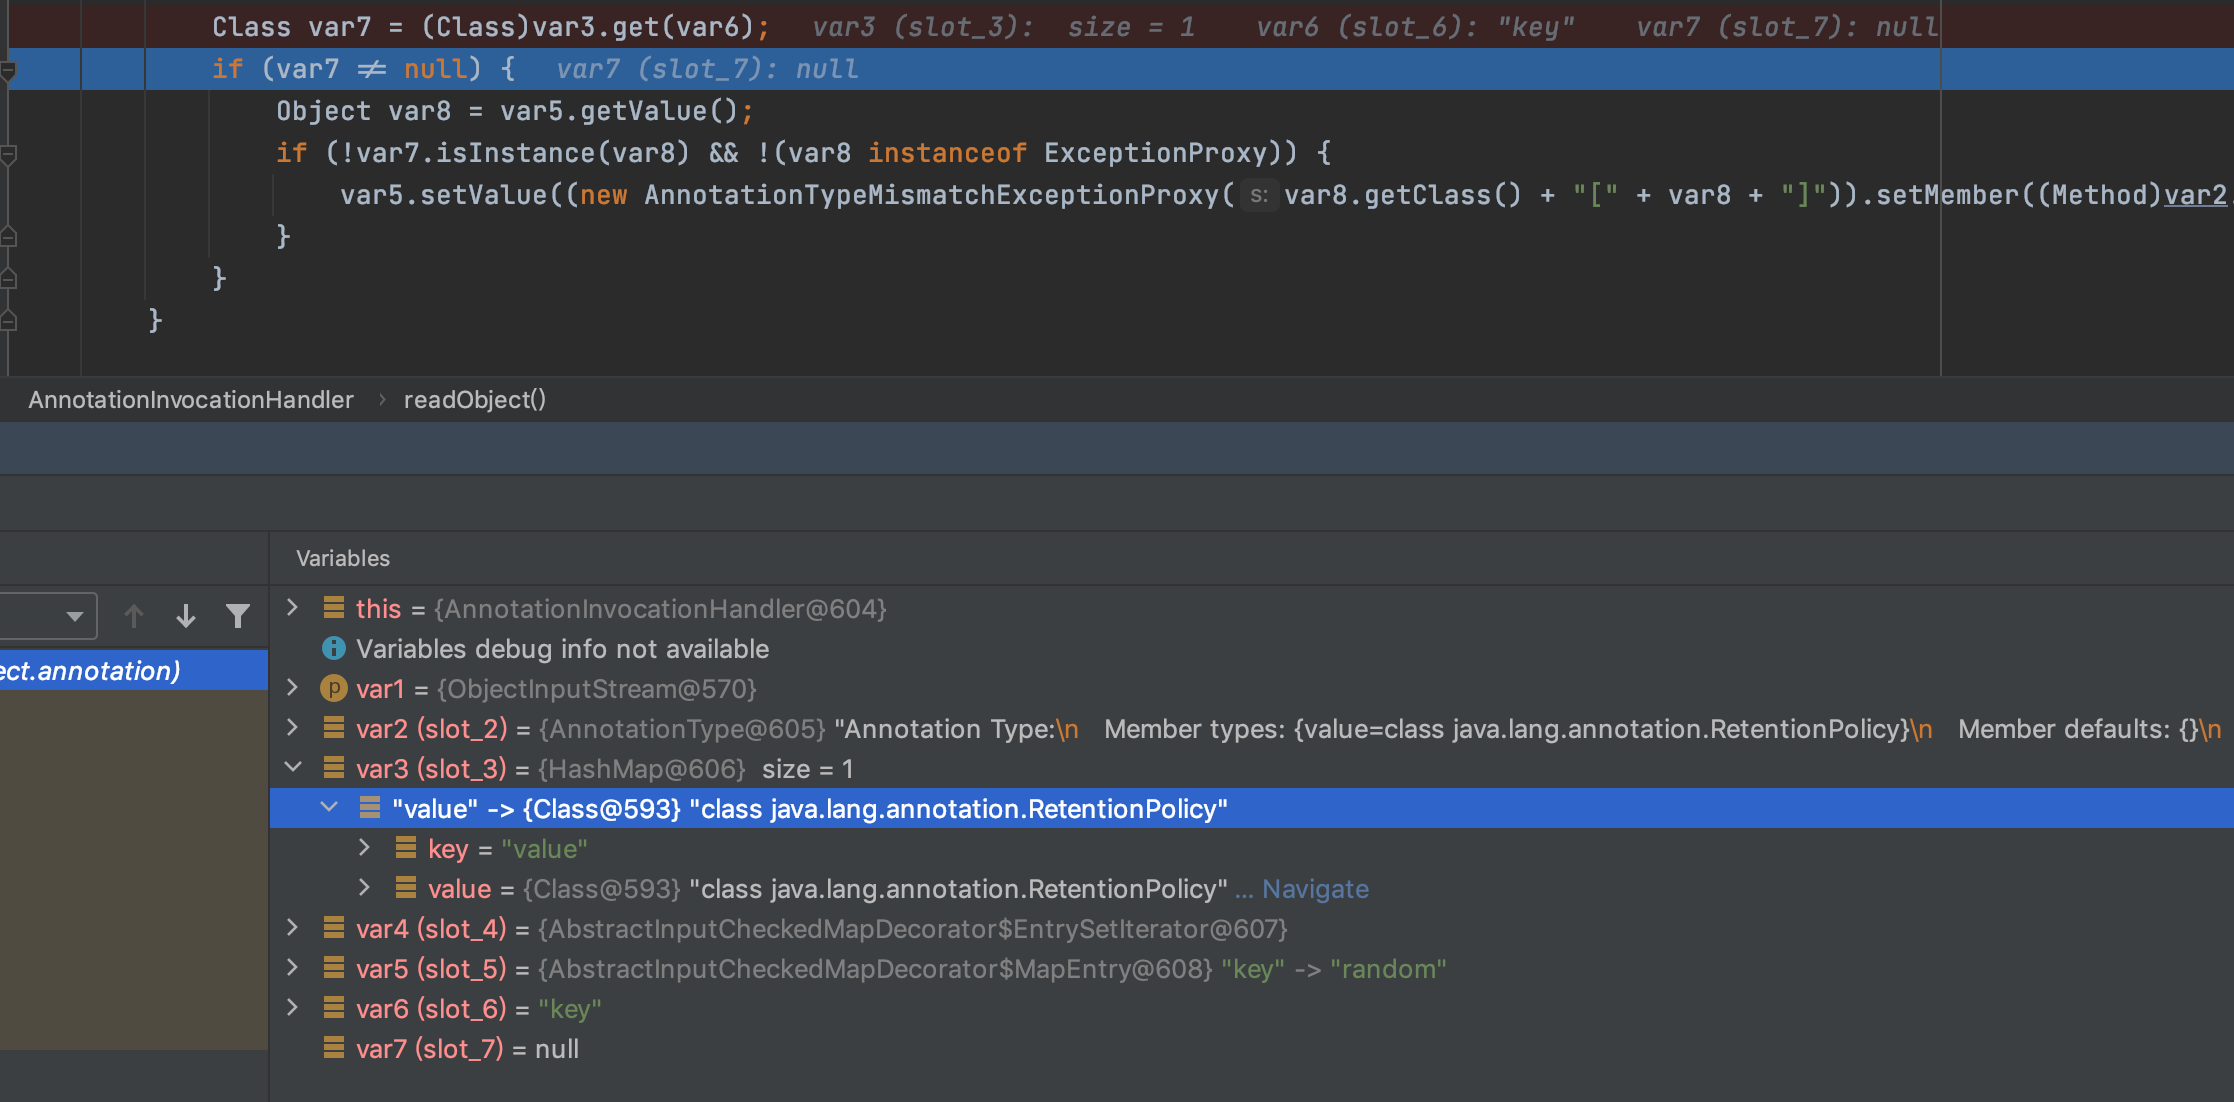 Class var7 = (Class)var3.get(var6);   var3 (slot_3):  size = 1    var6 (slot_6): "key"    var7 (slot_7): null
if (var7 ≠ null) {   var7 (slot_7): null
Object var8 = var5.getValue();
if (!var7.isInstance(var8) && !(var8 instanceof ExceptionProxy)) {
var5.setValue((new AnnotationTypeMismatchExceptionProxy( s: var8.getClass() + "[" + var8 + "]")).setMember((Method)var2.
}
}
}
AnnotationInvocationHandler › readObject()
Variables
this = {AnnotationInvocationHandler@604}
Variables debug info not available
ect.annotation)
p var1 = {ObjectInputStream@570}
var2 (slot_2) = {AnnotationType@605} "Annotation Type:\n   Member types: {value=class java.lang.annotation.RetentionPolicy}\n   Member defaults: {}\n
var3 (slot_3) = {HashMap@606}  size = 1
"value" -> {Class@593} "class java.lang.annotation.RetentionPolicy"
key = "value"
value = {Class@593} "class java.lang.annotation.RetentionPolicy" ... Navigate
var4 (slot_4) = {AbstractInputCheckedMapDecorator$EntrySetIterator@607}
var5 (slot_5) = {AbstractInputCheckedMapDecorator$MapEntry@608} "key" -> "random"
var6 (slot_6) = "key"
var7 (slot_7) = null